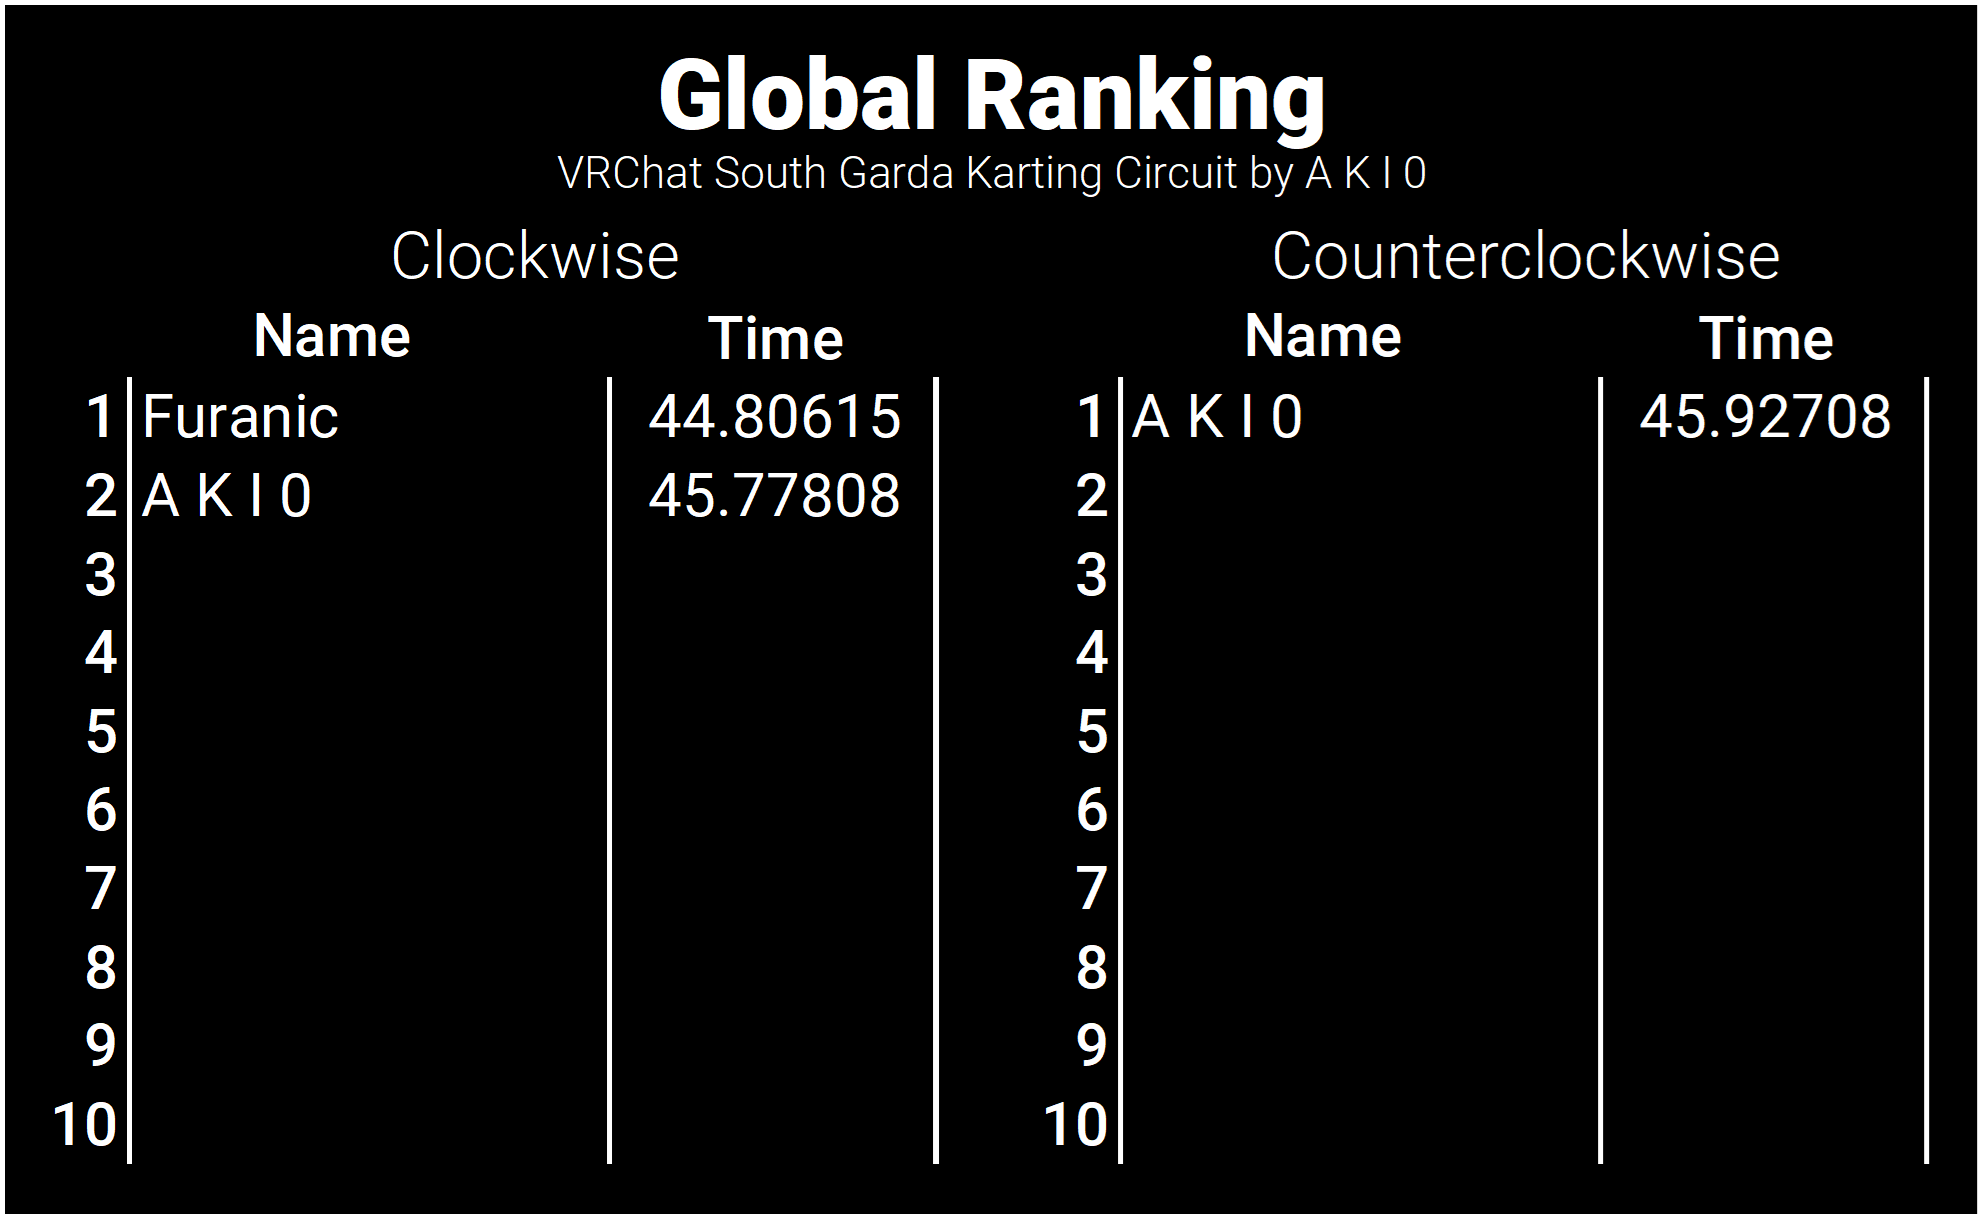 Global Ranking
VRChat South Garda Karting Circuit by A K I 0
Clockwise
Name Time
1 Furanic 44.80615
2 A K I 0 45.77808
3
4
5
6
7
8
9
10
Counterclockwise
Name Time
1 A K I 0 45.92708
2
3
4
5
6
7
8
9
10